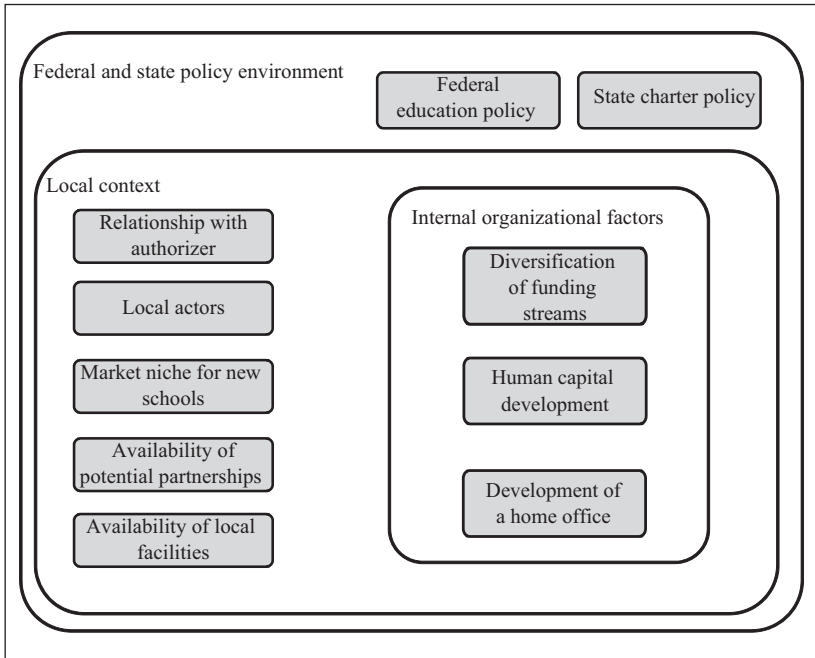 Federal and state policy environment
Federal
education policy
State charter policy
Local context
Relationship with
authorizer
Local actors
Market niche for new
schools
Availability of
potential partnerships
Availability of local
facilities
Internal organizational factors
Diversification
of funding
streams
Human capital
development
Development of
a home office